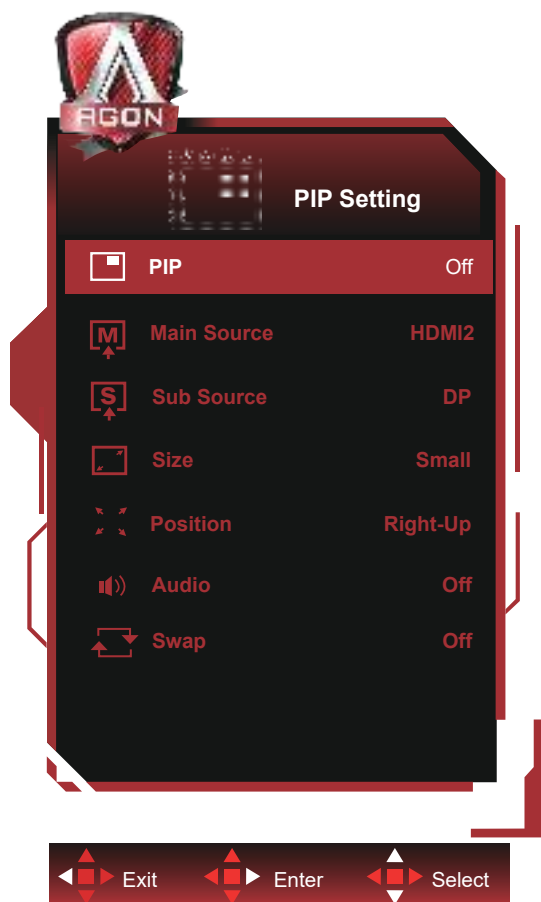 AGON
PIP Setting
PIP Off
M Main Source HDMI2
S Sub Source DP
Size Small
Position Right-Up
Audio Off
Swap Off
Exit Enter Select